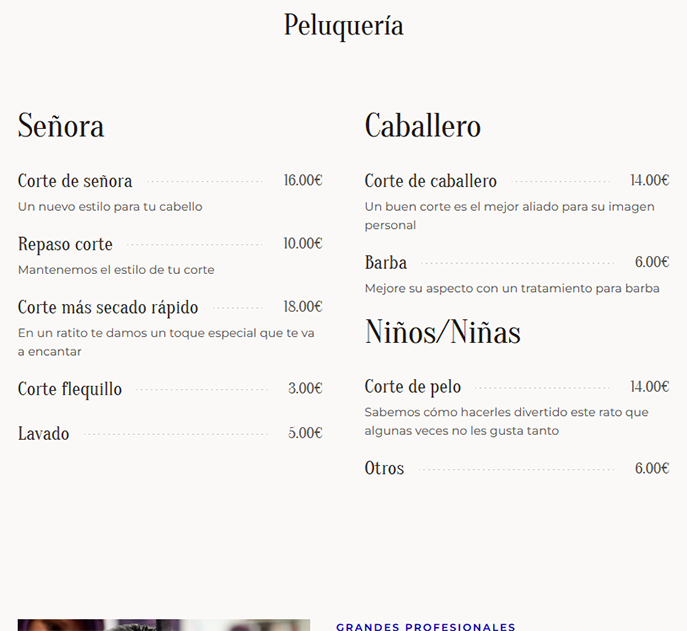 Peluquería
Señora
Corte de señora 16.00€
Un nuevo estilo para tu cabello
Repaso corte 10.00€
Mantenemos el estilo de tu corte
Corte más secado rápido 18.00€
En un ratito te damos un toque especial que te va
a encantar
Corte flequillo 3.00€
Lavado 5.00€
Caballero
Corte de caballero 14.00€
Un buen corte es el mejor aliado para su imagen
personal
Barba 6.00€
Mejore su aspecto con un tratamiento para barba
Niños/Niñas
Corte de pelo 14.00€
Sabemos cómo hacerles divertido este rato que
algunas veces no les gusta tanto
Otros 6.00€
GRANDES PROFESIONALES